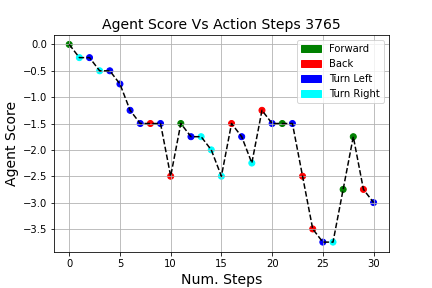 Agent Score Vs Action Steps 3765
Agent Score
0.0
−0.5
−1.0
−1.5
−2.0
−2.5
−3.0
−3.5
Forward
Back
Turn Left
Turn Right
0 5 10 15 20 25 30
Num. Steps